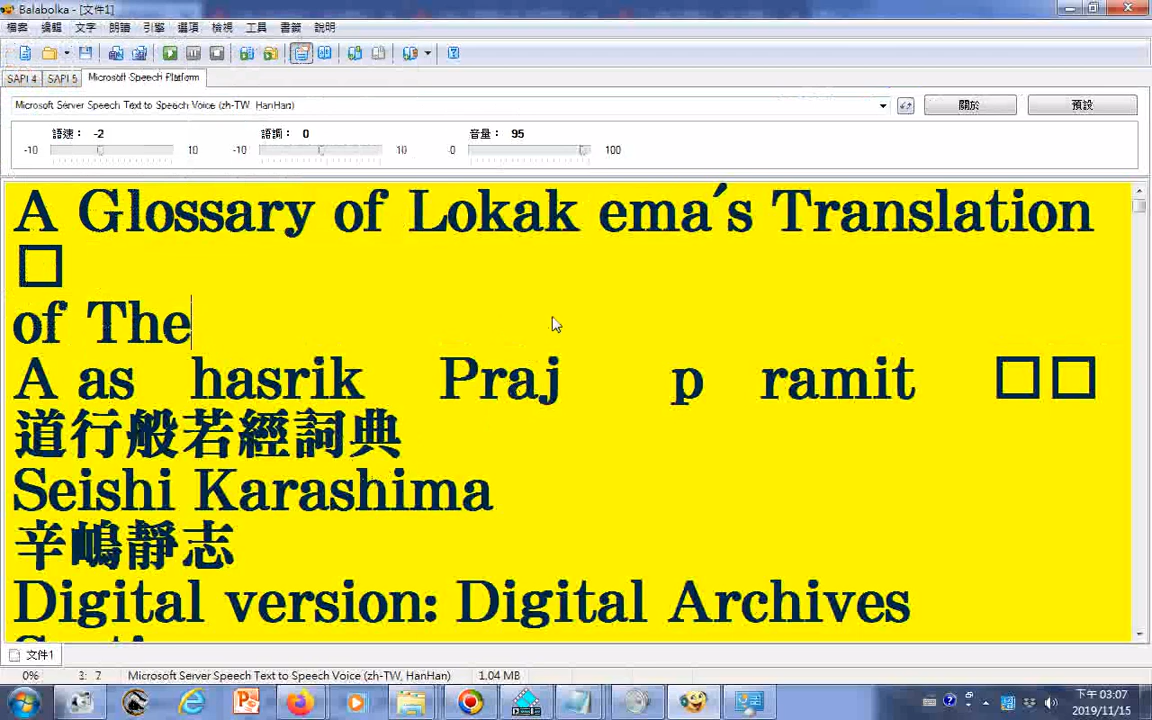 Balabolka - [文件1]
檔案 編輯 文字 朗讀 引擎 選項 檢視 工具 書籤 說明
SAPI 4 SAPI 5 Microsoft Speech Platform
Microsoft Server Speech Text to Speech Voice (zh-TW, HanHan) 關於 預設
語速： -2 語調： 0 音量： 95
-10 10 -10 10 -0 100
A Glossary of Lokak ema′s Translation
□
of The
A as hasrik Praj p ramit □□
道行般若經詞典
Seishi Karashima
辛嶋靜志
Digital version: Digital Archives
文件1
0% 3: 7 Microsoft Server Speech Text to Speech Voice (zh-TW, HanHan) 1.04 MB
下午 03:07
2019/11/15